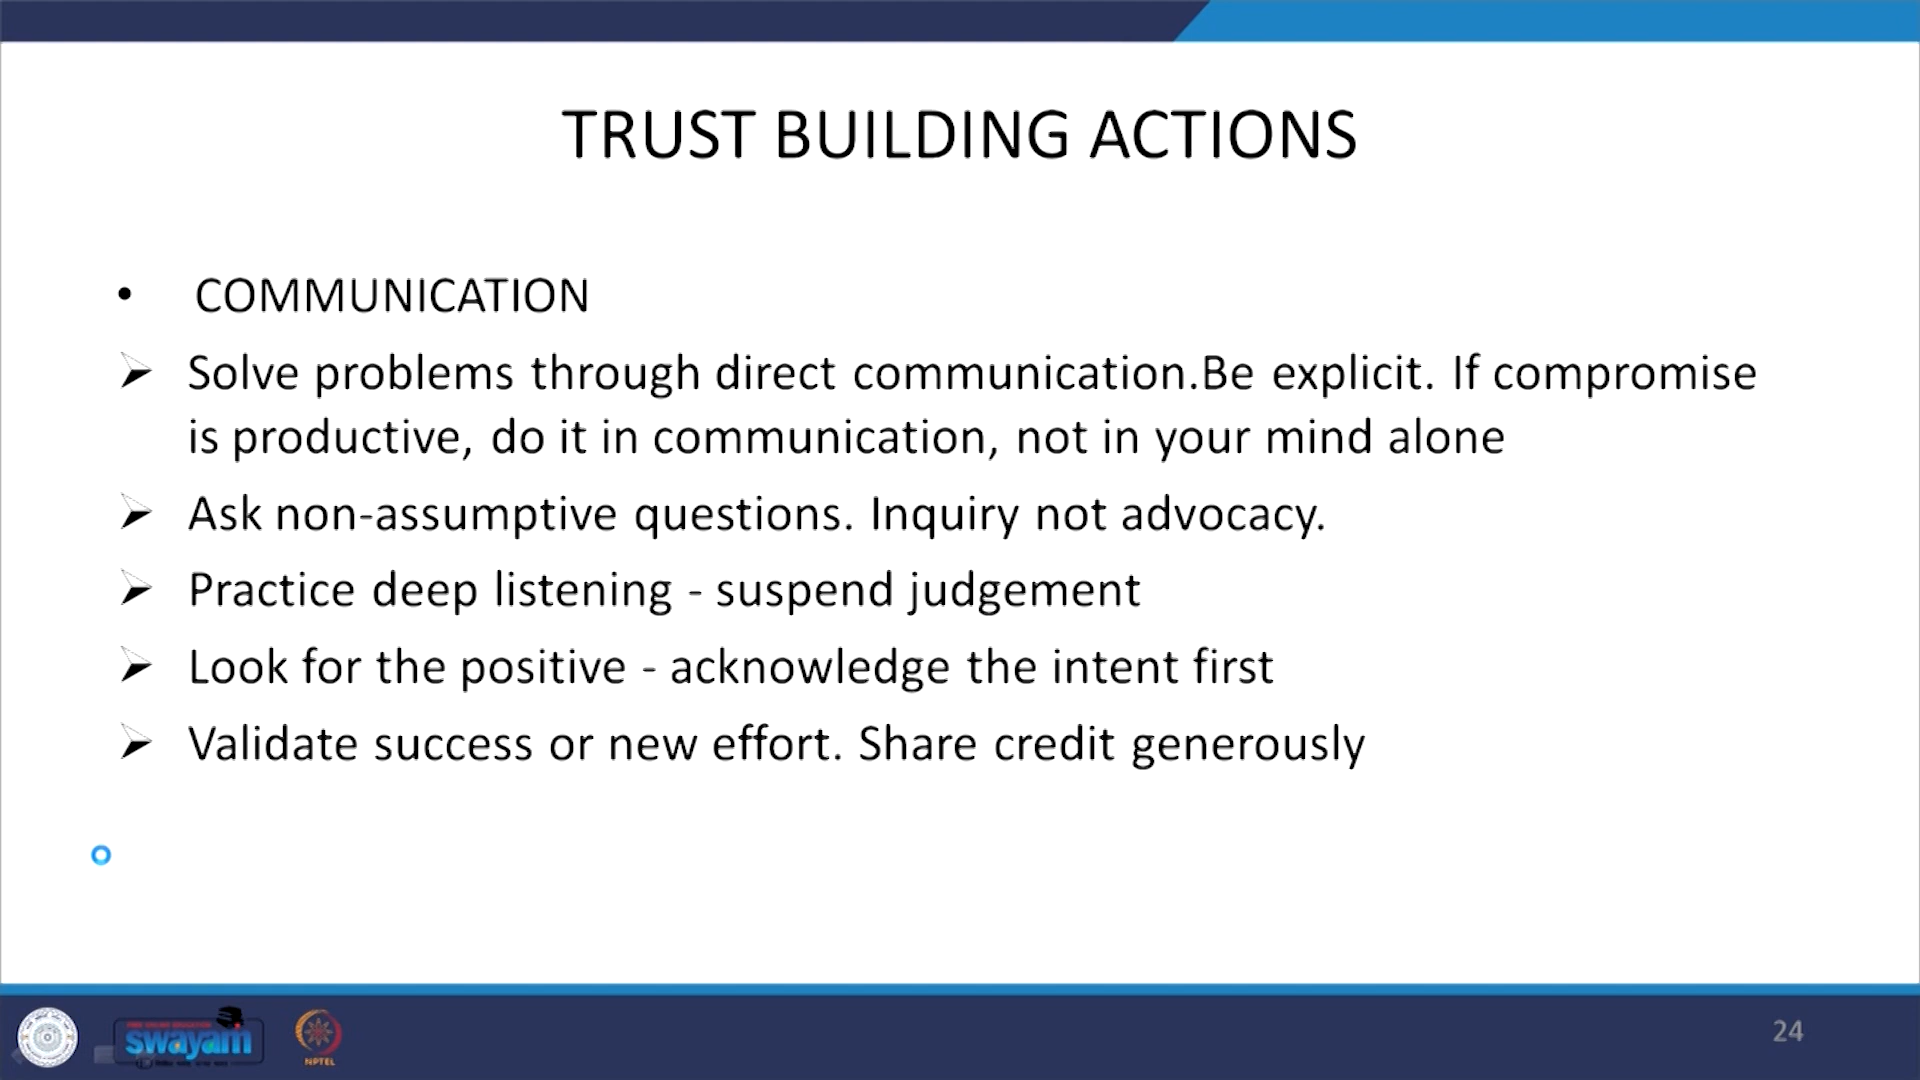 TRUST BUILDING ACTIONS
• COMMUNICATION
➢ Solve problems through direct communication.Be explicit. If compromise
is productive, do it in communication, not in your mind alone
➢ Ask non-assumptive questions. Inquiry not advocacy.
➢ Practice deep listening - suspend judgement
➢ Look for the positive - acknowledge the intent first
➢ Validate success or new effort. Share credit generously
swayam
NPTEL
24